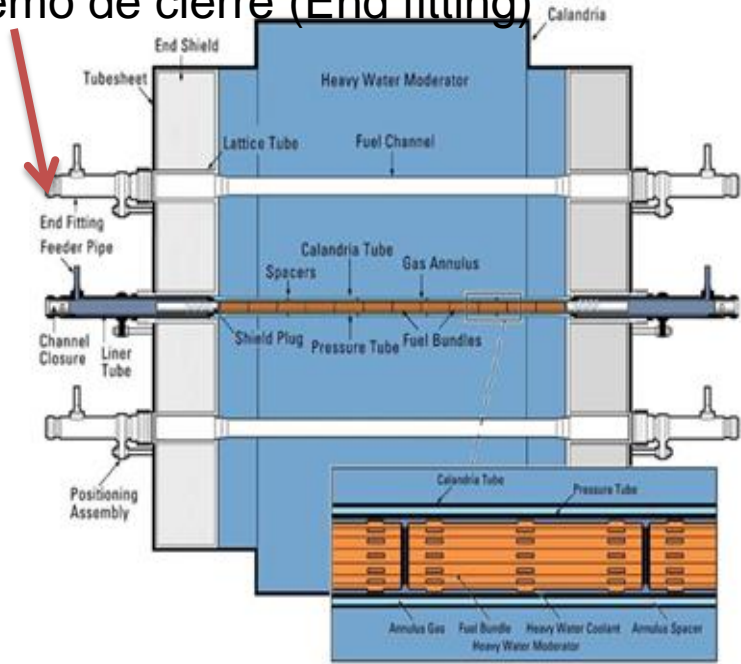 erno de cierre (End fitting)
Calandria
End Shield
Tubesheet
Heavy Water Moderator
Lattice Tube
Fuel Channel
End Fitting
Feeder Pipe
Calandria Tube
Spacers
Gas Annulus
Channel
Closure
Liner
Tube
Shield Plug
Pressure Tube
Fuel Bundles
Positioning
Assembly
Calandria Tube
Pressure Tube
Annulus Gas
Fuel Bundle
Heavy Water Coolant
Annulus Spacer
Heavy Water Moderator